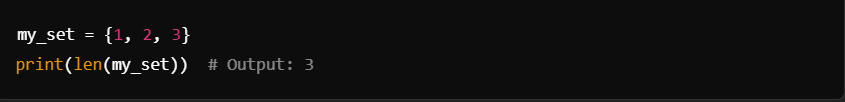 my_set = {1, 2, 3}
print(len(my_set))  # Output: 3